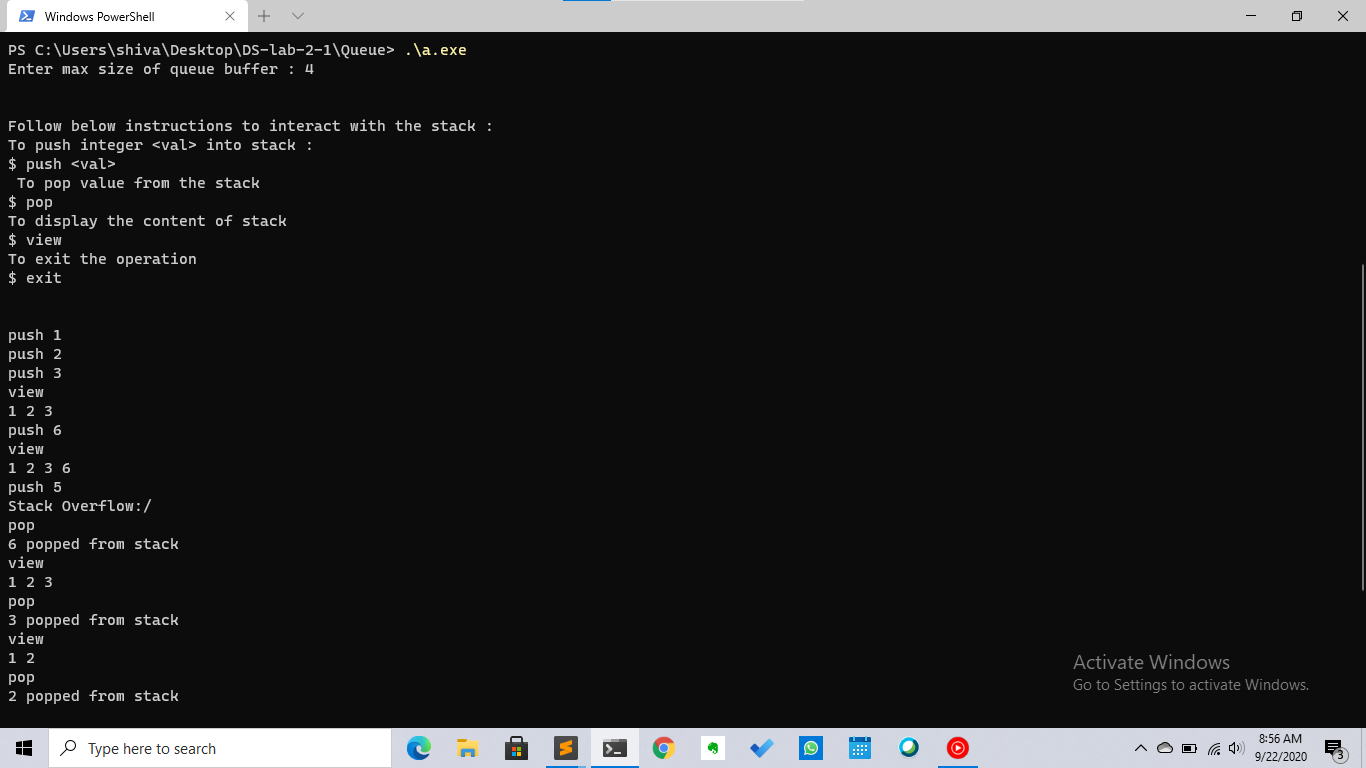 Windows PowerShell
PS C:\Users\shiva\Desktop\DS-lab-2-1\Queue> .\a.exe
Enter max size of queue buffer : 4
Follow below instructions to interact with the stack :
To push integer <val> into stack :
$ push <val>
To pop value from the stack
$ pop
To display the content of stack
$ view
To exit the operation
$ exit
push 1
push 2
push 3
view
1 2 3
push 6
view
1 2 3 6
push 5
Stack Overflow:/
pop
6 popped from stack
view
1 2 3
pop
3 popped from stack
view
1 2
pop
2 popped from stack
Activate Windows
Go to Settings to activate Windows.
Type here to search
8:56 AM
9/22/2020
3